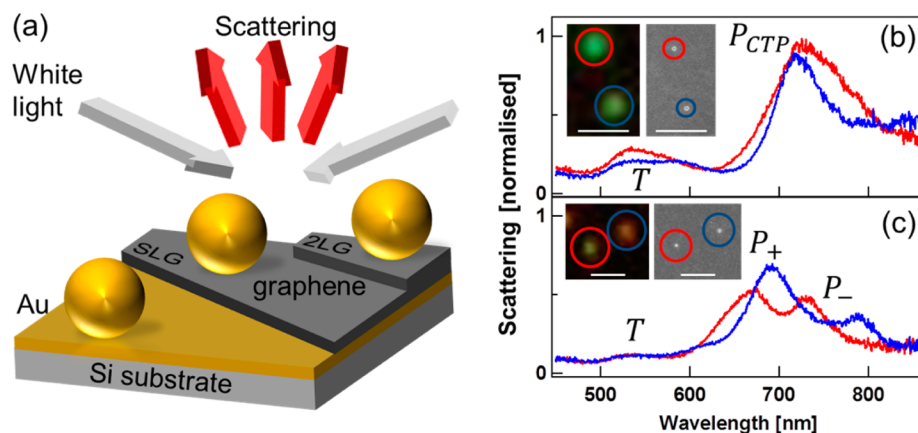 (a)
Scattering
White
light
SLG
2LG
graphene
Au
Si substrate
Scattering [normalised]
1
0
P_CTP
(b)
T
1
0
P_+
(c)
P_−
T
500
600
700
800
Wavelength [nm]